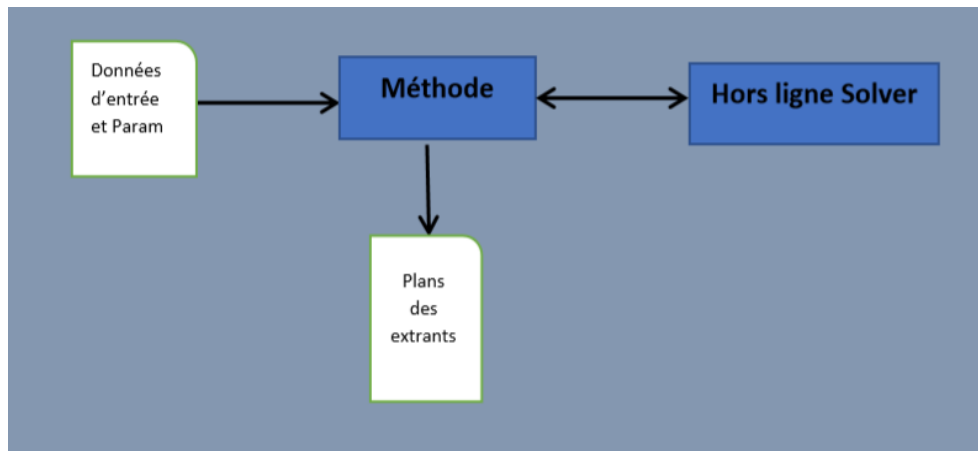 Données
d'entrée
et Param
Méthode
Hors ligne Solver
Plans
des
extrants